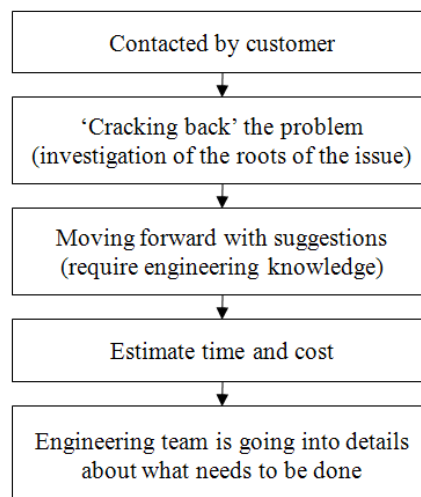 Contacted by customer
‘Cracking back’ the problem
(investigation of the roots of the issue)
Moving forward with suggestions
(require engineering knowledge)
Estimate time and cost
Engineering team is going into details
about what needs to be done